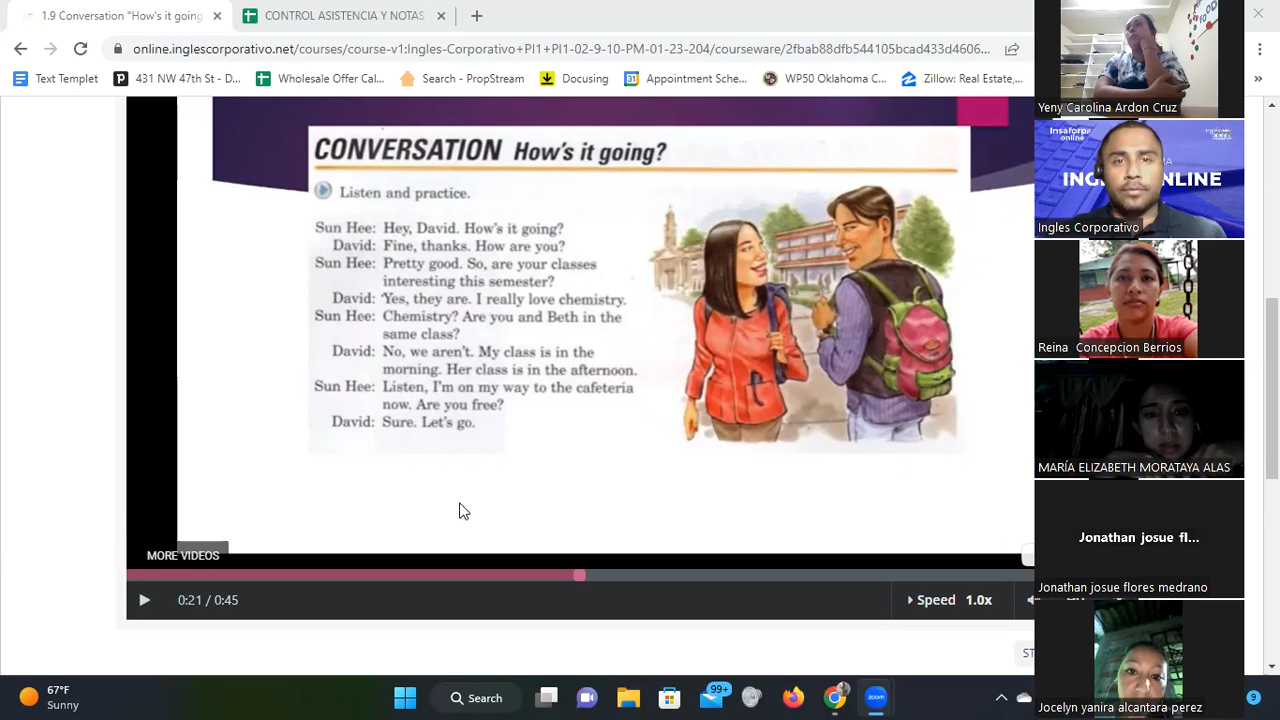 1.9 Conversation "How's it going
CONTROL ASISTENCIA Y NOTAS
online.inglescorporativo.net/courses/course-v1:Ingles-Corporativo+PI1+PI1-02-9-10-PM-01-23-204/courseware/2fbab88dfb544105bcad433d4606...
Text Templet
431 NW 47th St - D...
Wholesale Offer Cal...
Search - PropStream
Docusing
Appointment Sche...
WP50 Oklahoma C...
Zillow: Real Estate,...
CONVERSATION How's it going?
Listen and practice.
Sun Hee: Hey, David. How's it going?
David: Fine, thanks. How are you?
Sun Hee: Pretty good. So, are your classes
interesting this semester?
David: Yes, they are. I really love chemistry.
Sun Hee: Chemistry? Are you and Beth in the
same class?
David: No, we aren't. My class is in the
morning. Her class is in the afternoon.
Sun Hee: Listen, I'm on my way to the cafeteria
now. Are you free?
David: Sure. Let's go.
MORE VIDEOS
0:21 / 0:45
Speed 1.0x
Yeny Carolina Ardon Cruz
Insaforp
online
Ingles Corporativo
Reina Concepcion Berrios
MARÍA ELIZABETH MORATAYA ALAS
Jonathan josue fl...
Jonathan josue flores medrano
Jocelyn yanira alcantara perez
67°F
Sunny
Search
99+
zoom
9